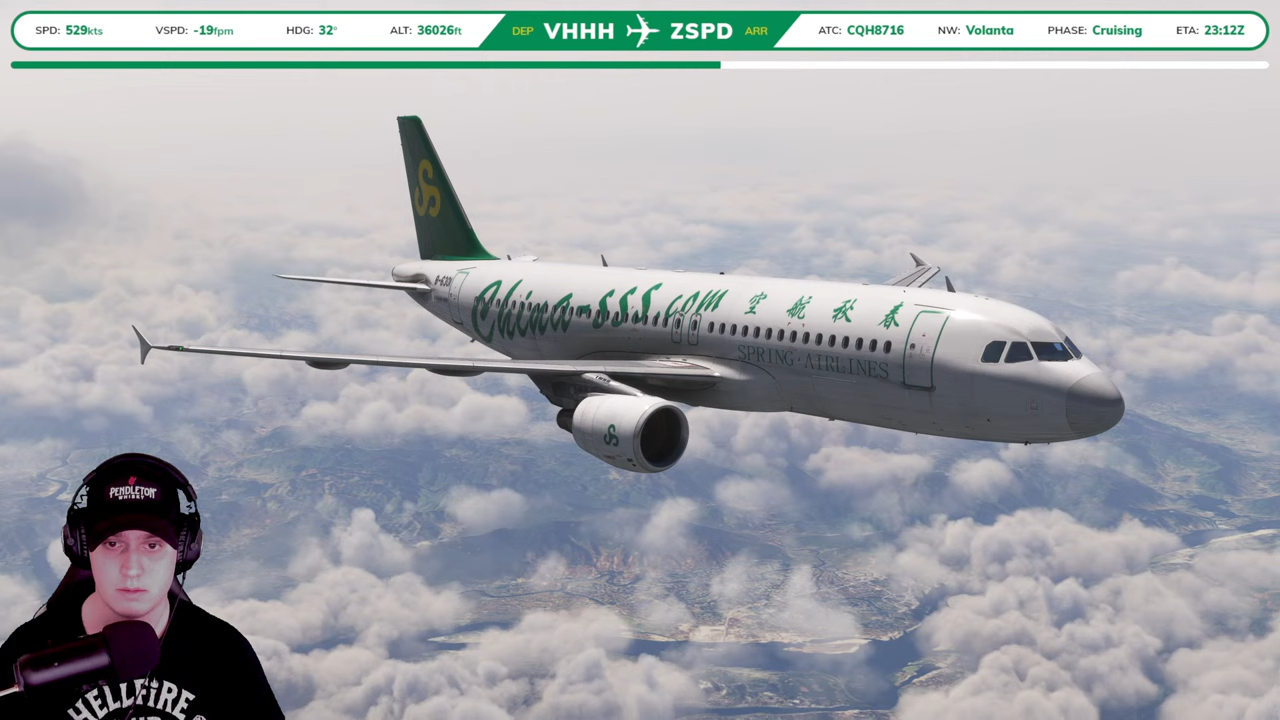 SPD: 529kts VSPD: -19fpm HDG: 32° ALT: 36026ft DEP VHHH ZSPD ARR ATC: CQH8716 NW: Volanta PHASE: Cruising ETA: 23:12Z
China-sss.com 空航秋春
SPRING·AIRLINES
PENDLETON
WHISKY
HELLFIRE